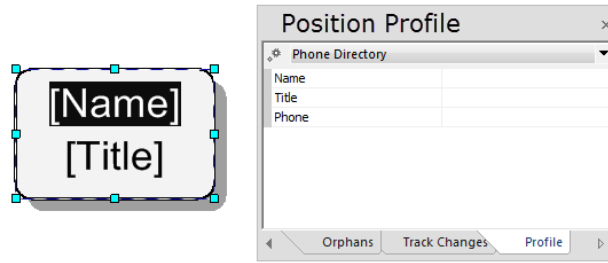 [Name]
[Title]
Position Profile
Phone Directory
Name
Title
Phone
Orphans
Track Changes
Profile